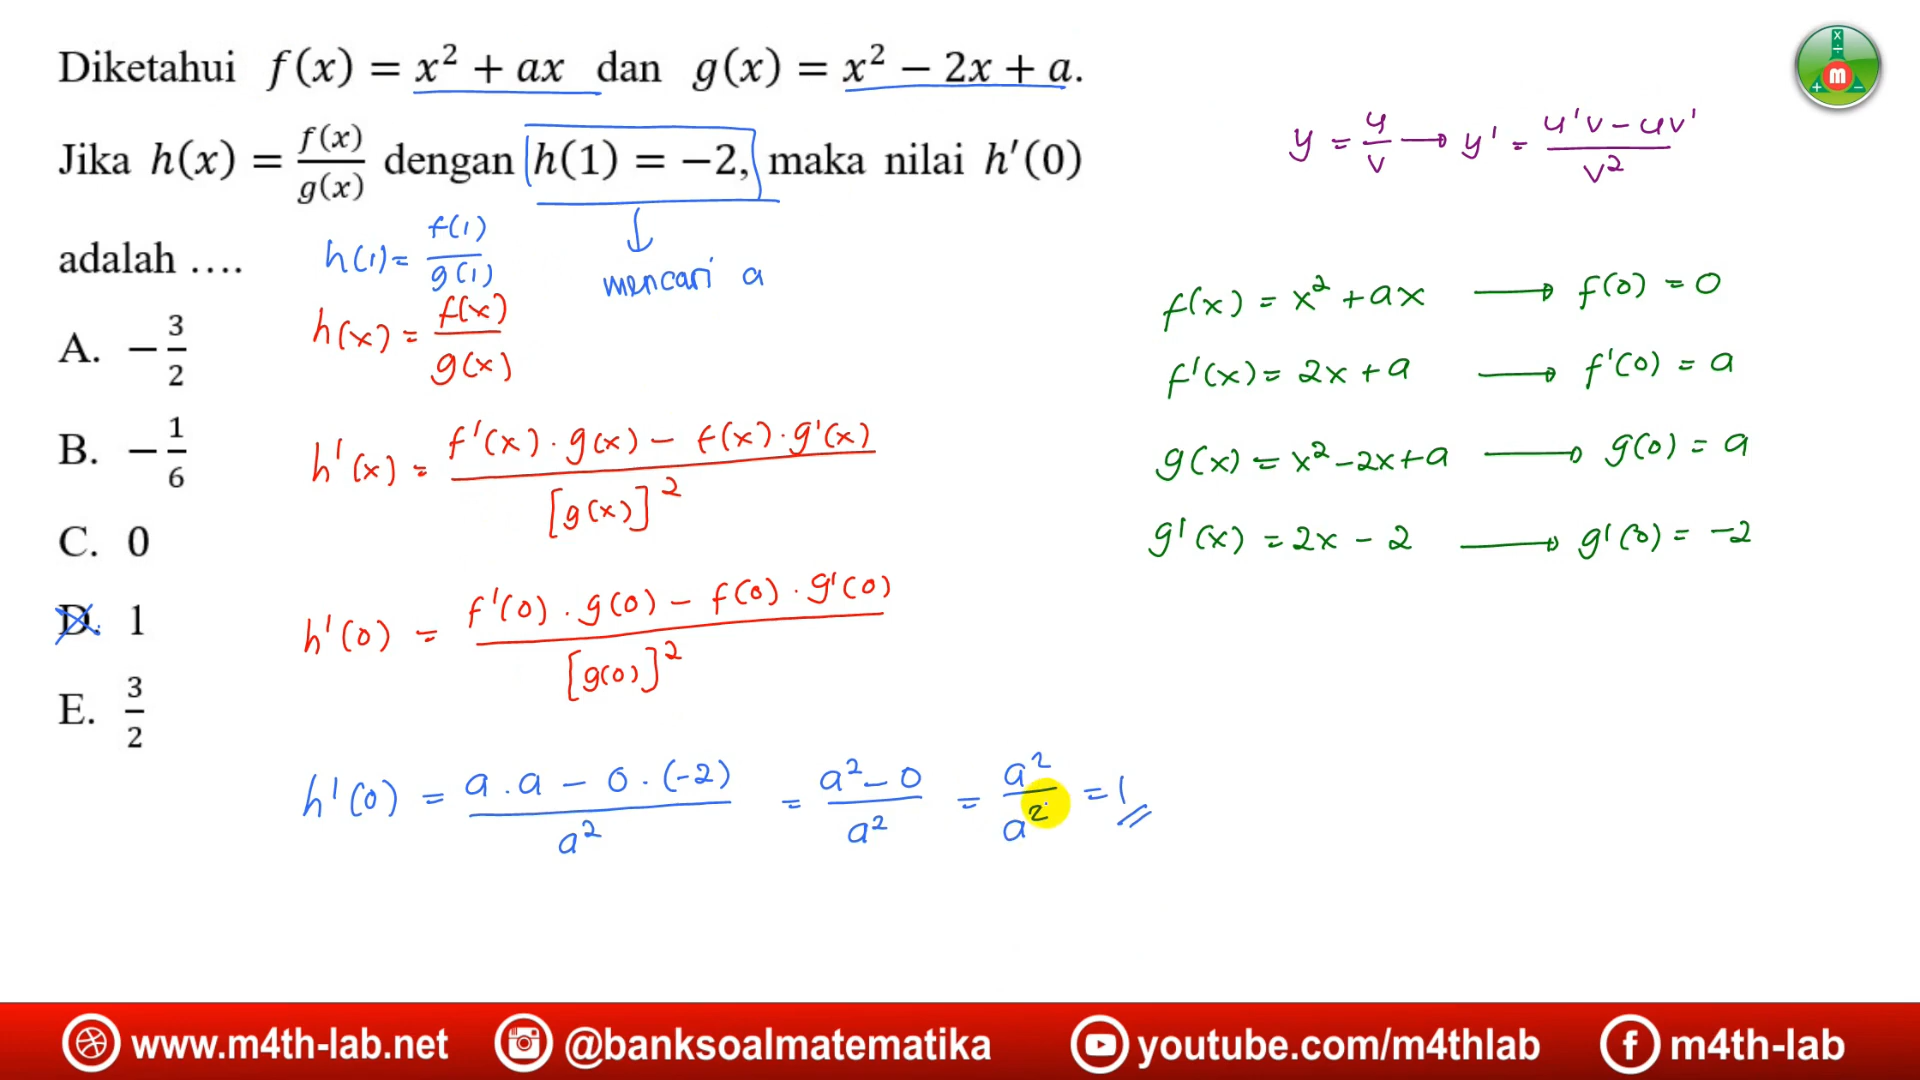 Diketahui f(x) = x² + ax dan g(x) = x² − 2x + a.
Jika h(x) = f(x)/g(x) dengan h(1) = −2, maka nilai h′(0)
adalah ....
A. −3/2
B. −1/6
C. 0
D. 1
E. 3/2
h(1) = f(1)/g(1)
mencari a
h(x) = f(x)/g(x)
h'(x) = f'(x) . g(x) − f(x) . g'(x) / [g(x)]²
h'(0) = f'(0) . g(0) − f(0) . g'(0) / [g(0)]²
h'(0) = a . a − 0 . (−2) / a² = a² − 0 / a² = a²/a² = 1
y = u/v → y' = u'v − uv' / v²
f(x) = x² + ax → f(0) = 0
f'(x) = 2x + a → f'(0) = a
g(x) = x² − 2x + a → g(0) = a
g'(x) = 2x − 2 → g'(0) = −2
x
÷
m
+ −
www.m4th-lab.net
@banksoalmatematika
youtube.com/m4thlab
f m4th-lab